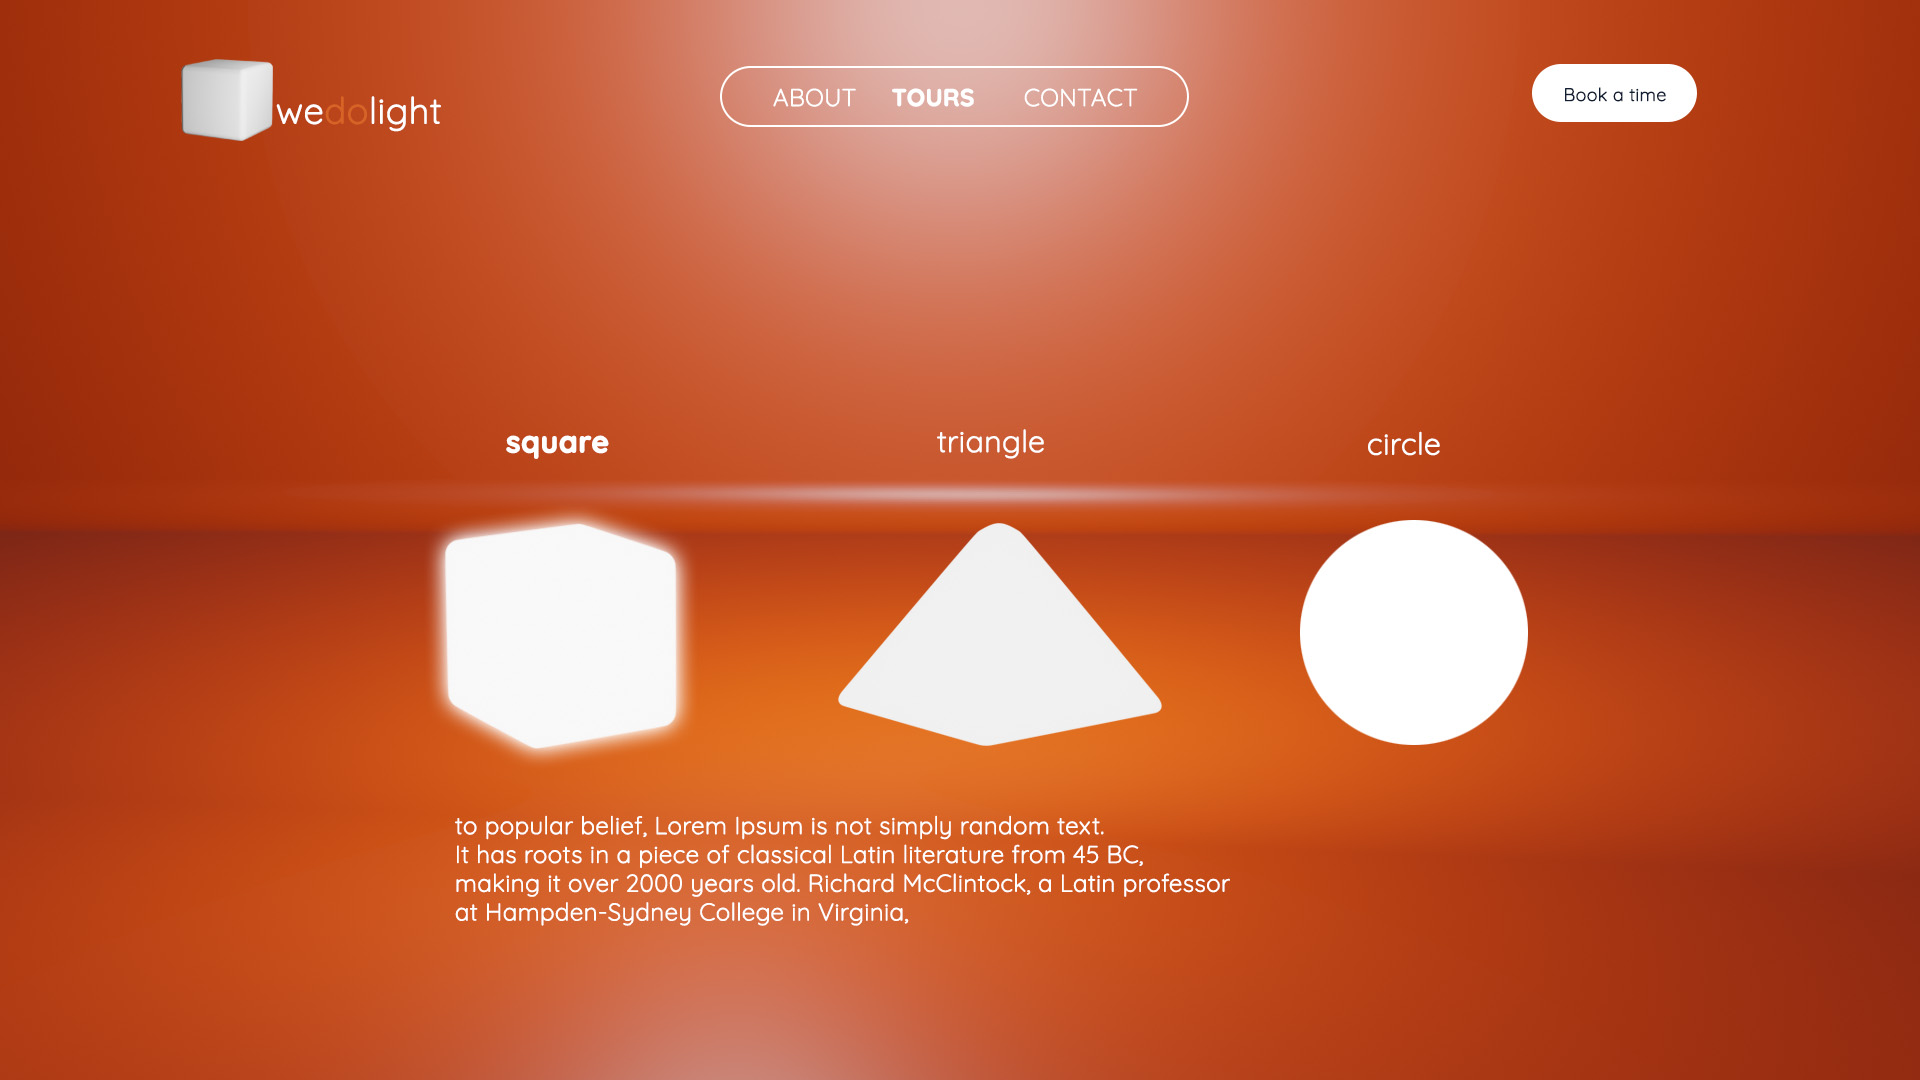 wedolight
ABOUT TOURS CONTACT
Book a time
square
triangle
circle
to popular belief, Lorem Ipsum is not simply random text.
It has roots in a piece of classical Latin literature from 45 BC,
making it over 2000 years old. Richard McClintock, a Latin professor
at Hampden-Sydney College in Virginia,